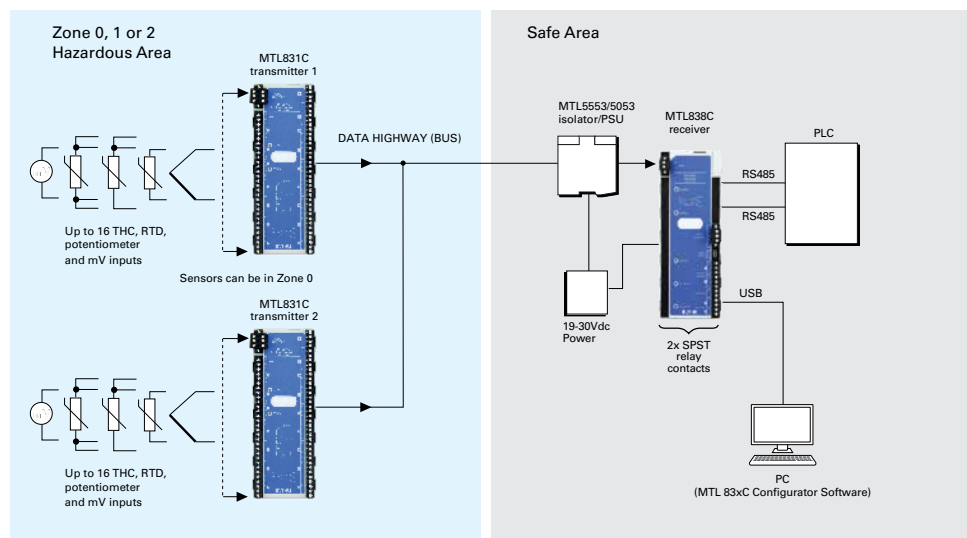 Zone 0, 1 or 2
Hazardous Area
MTL831C
transmitter 1
DATA HIGHWAY (BUS)
Up to 16 THC, RTD,
potentiometer
and mV inputs
Sensors can be in Zone 0
MTL831C
transmitter 2
Up to 16 THC, RTD,
potentiometer
and mV inputs
Safe Area
MTL5553/5053
isolator/PSU
MTL838C
receiver
PLC
RS485
RS485
USB
19-30Vdc
Power
2x SPST
relay
contacts
PC
(MTL 83xC Configurator Software)